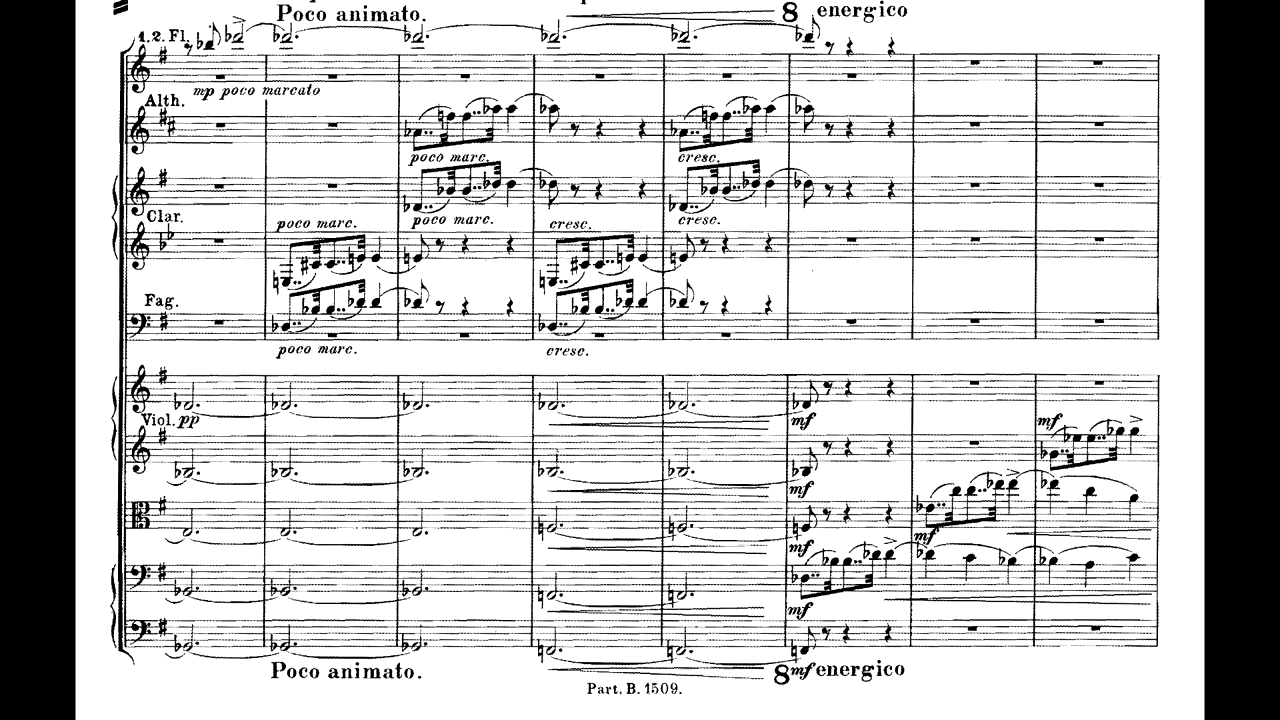 Poco animato. 8 energico
1. 2. Fl.
mp poco marcato
Alth.
poco marc. cresc.
Clar.
poco marc. poco marc. cresc. cresc.
Fag.
poco marc. cresc.
Viol. pp mf
mf mf
mf mf
mf
Poco animato. 8 mf energico
Part. B. 1509.